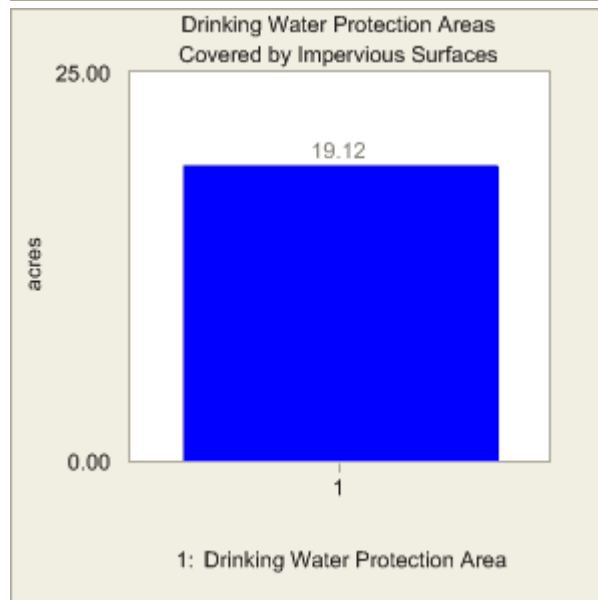 Drinking Water Protection Areas
Covered by Impervious Surfaces
25.00
19.12
acres
0.00
1
1: Drinking Water Protection Area